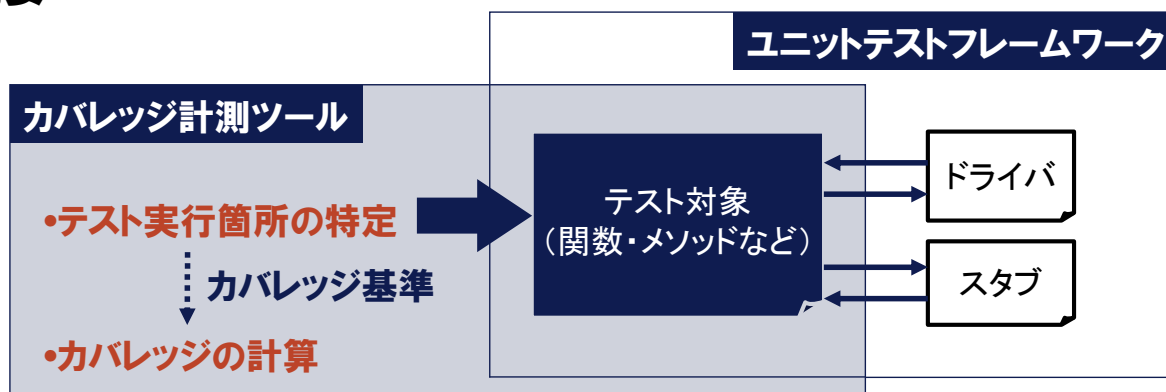 ユニットテストフレームワーク
カバレッジ計測ツール
•テスト実行箇所の特定
カバレッジ基準
•カバレッジの計算
テスト対象
（関数・メソッドなど）
ドライバ
スタブ